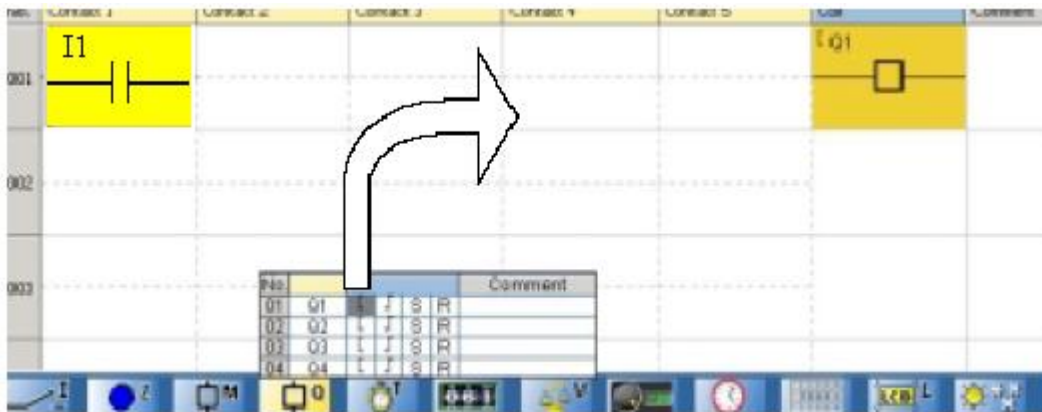 No. Contact 1 Contact 2 Contact 3 Contact 4 Contact 5 Coil Comment
I1 [ Q1
001
002
003
No. Comment
01 Q1 [ ʃ S R
02 Q2 [ ʃ S R
03 Q3 [ ʃ S R
04 Q4 [ ʃ S R
I Z M Q T V L